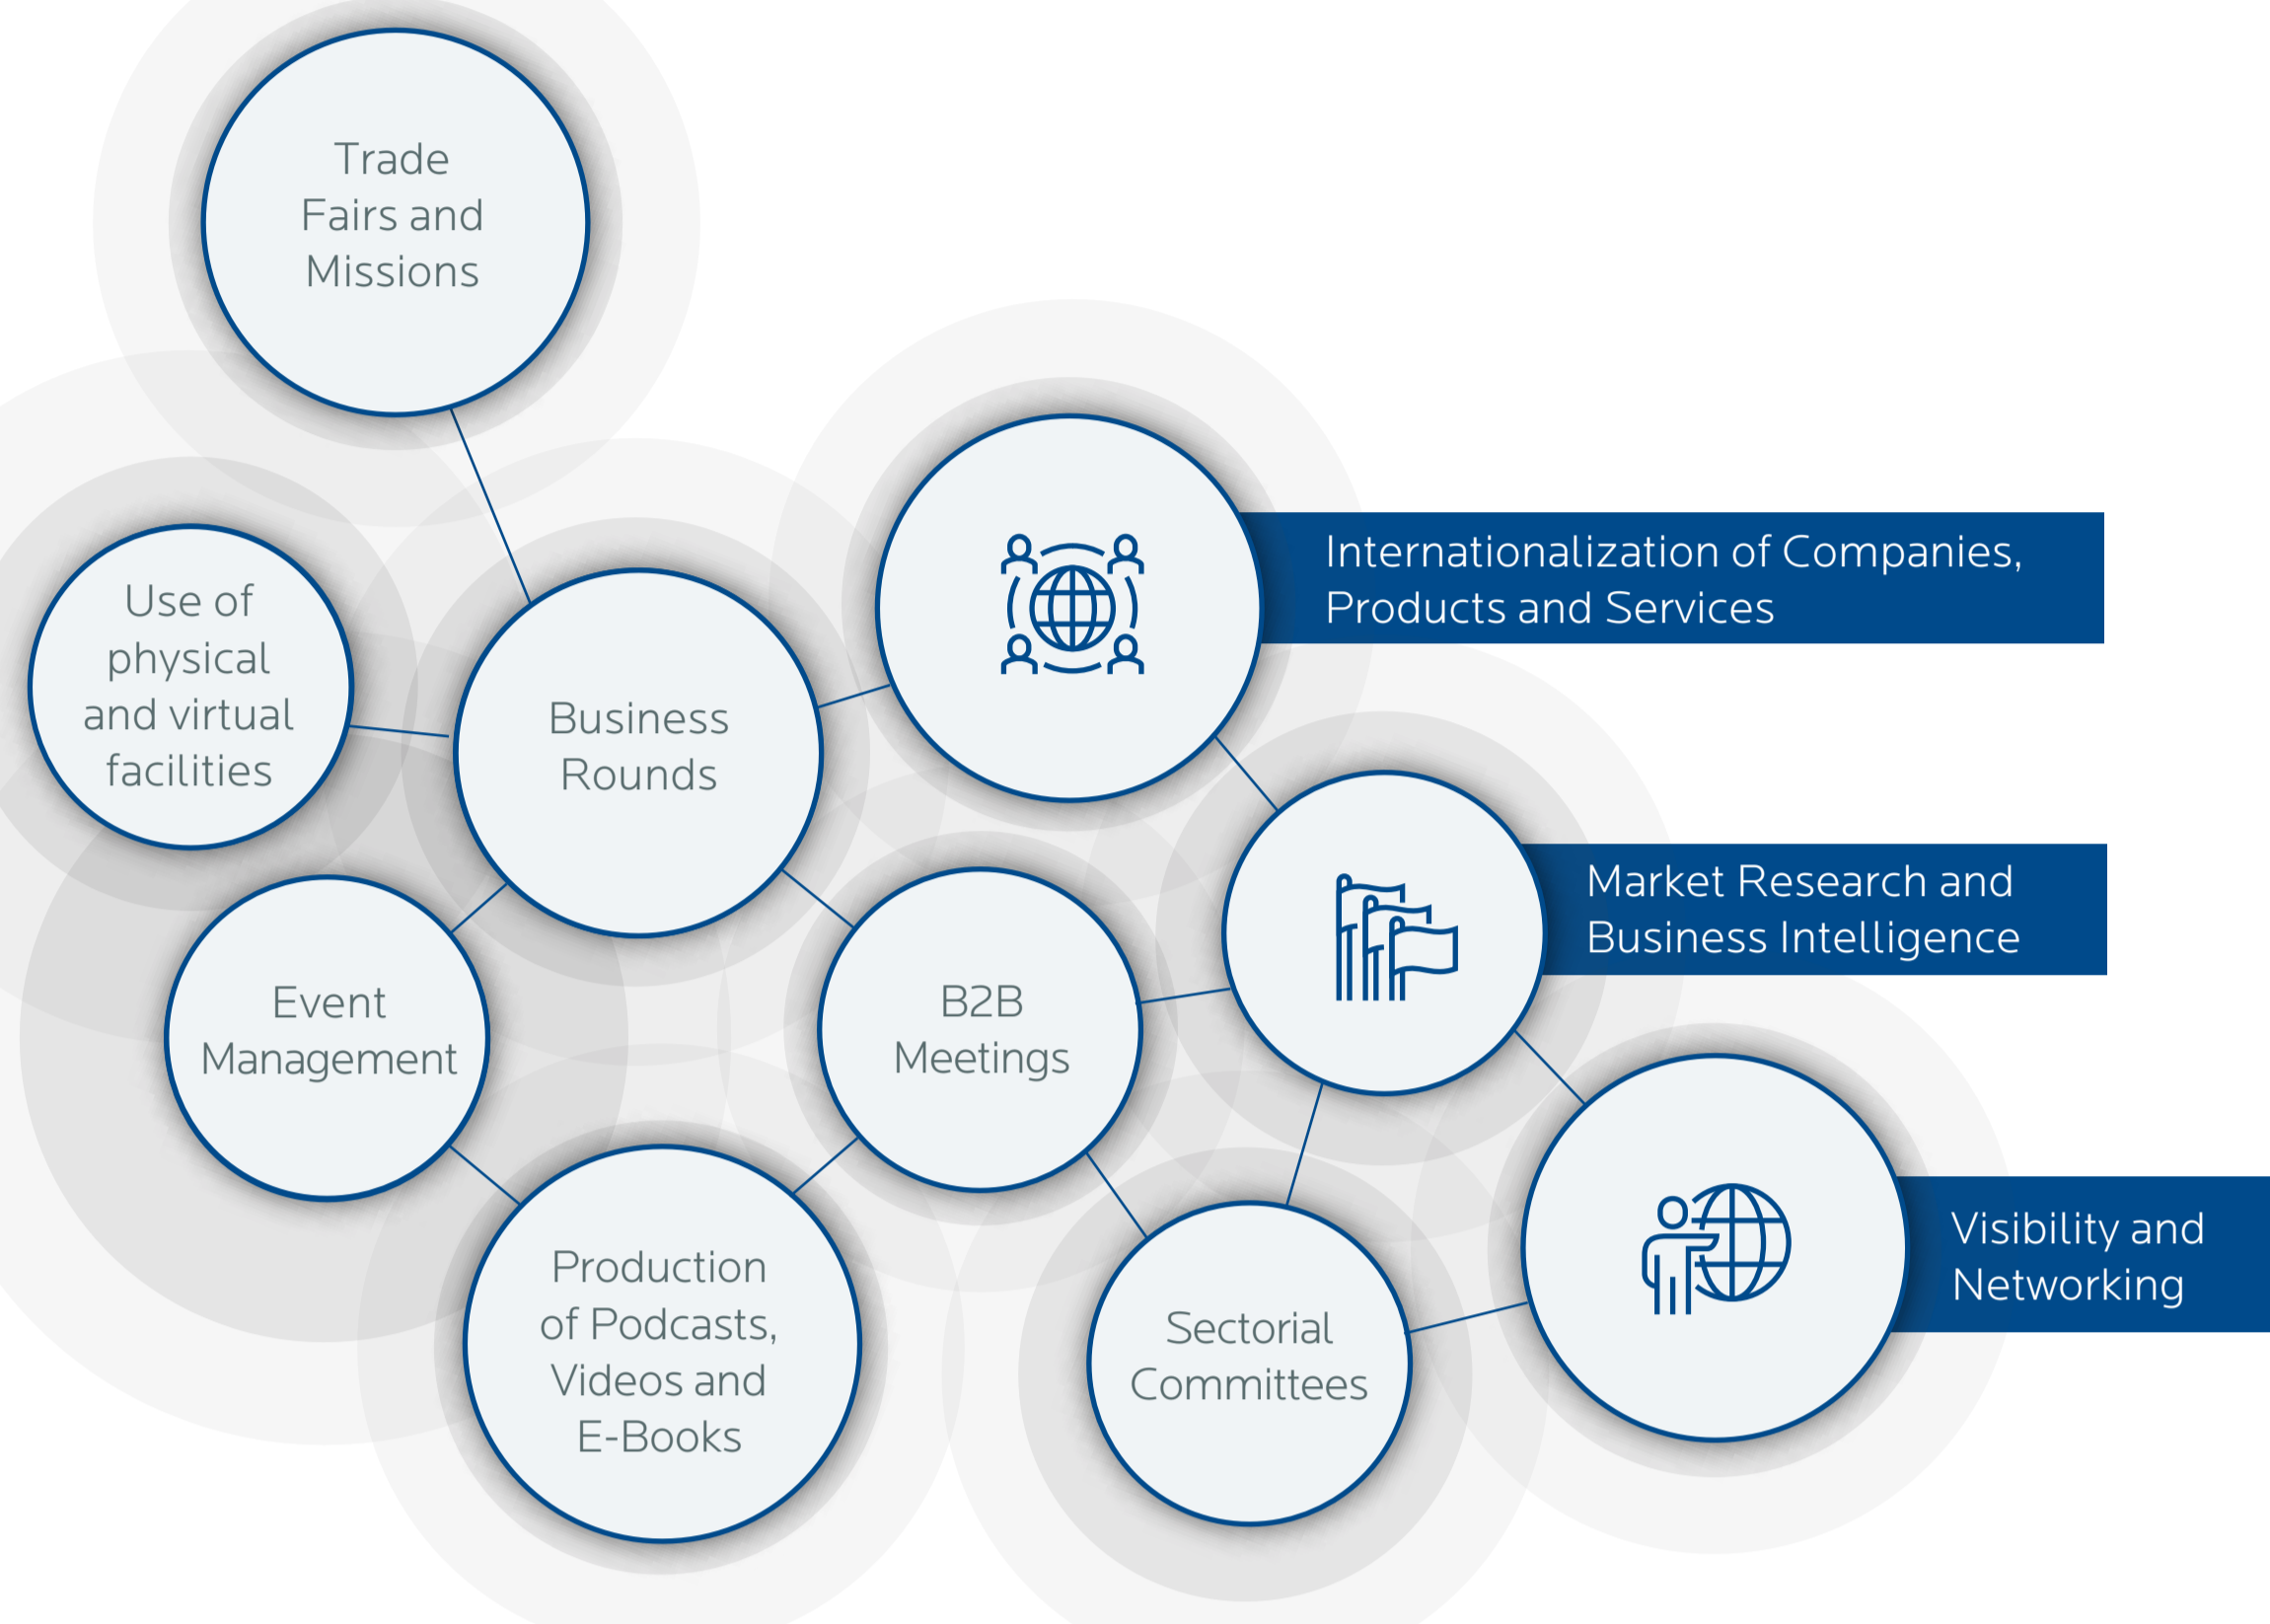 Trade
Fairs and
Missions
Use of
physical
and virtual
facilities
Business
Rounds
Internationalization of Companies,
Products and Services
Market Research and
Business Intelligence
Event
Management
B2B
Meetings
Visibility and
Networking
Production
of Podcasts,
Videos and
E-Books
Sectorial
Committees